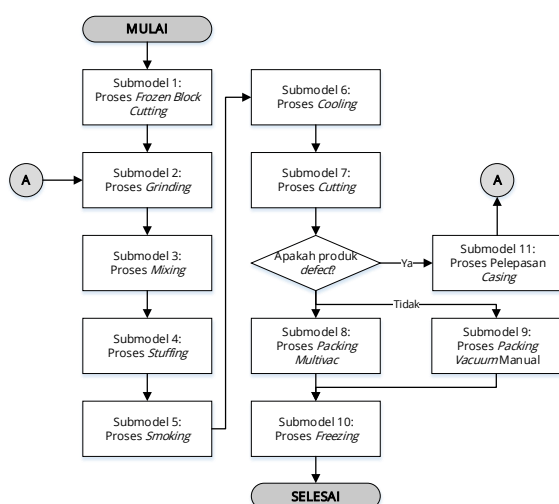 MULAI
Submodel 1:
Proses Frozen Block
Cutting
A
Submodel 2:
Proses Grinding
Submodel 3:
Proses Mixing
Submodel 4:
Proses Stuffing
Submodel 5:
Proses Smoking
Submodel 6:
Proses Cooling
Submodel 7:
Proses Cutting
Apakah produk
defect?
Ya
Tidak
A
Submodel 11:
Proses Pelepasan
Casing
Submodel 8:
Proses Packing
Multivac
Submodel 9:
Proses Packing
Vacuum Manual
Submodel 10:
Proses Freezing
SELESAI